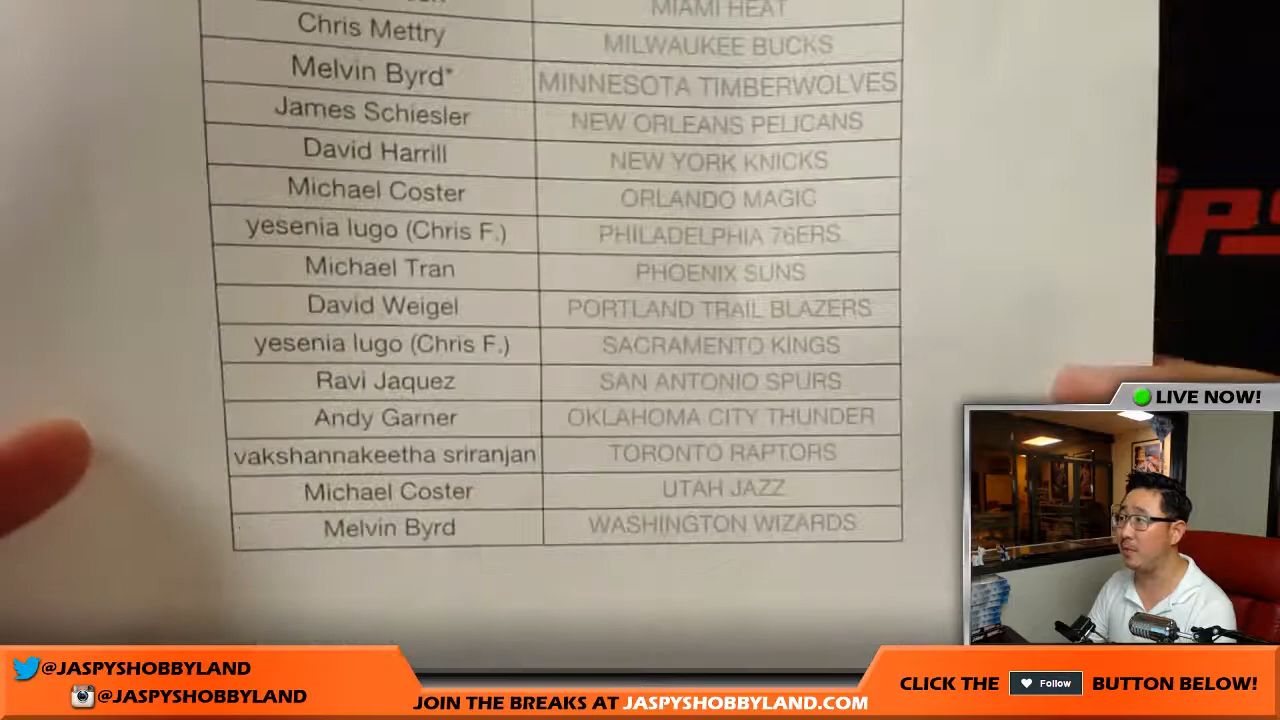 MIAMI HEAT
Chris Mettry MILWAUKEE BUCKS
Melvin Byrd* MINNESOTA TIMBERWOLVES
James Schiesler NEW ORLEANS PELICANS
David Harrill NEW YORK KNICKS
Michael Coster ORLANDO MAGIC
yesenia lugo (Chris F.) PHILADELPHIA 76ERS
Michael Tran PHOENIX SUNS
David Weigel PORTLAND TRAIL BLAZERS
yesenia lugo (Chris F.) SACRAMENTO KINGS
Ravi Jaquez SAN ANTONIO SPURS
Andy Garner OKLAHOMA CITY THUNDER
vakshannakeetha sriranjan TORONTO RAPTORS
Michael Coster UTAH JAZZ
Melvin Byrd WASHINGTON WIZARDS
LIVE NOW!
@JASPYSHOBBYLAND
@JASPYSHOBBYLAND
JOIN THE BREAKS AT JASPYSHOBBYLAND.COM
CLICK THE Follow BUTTON BELOW!